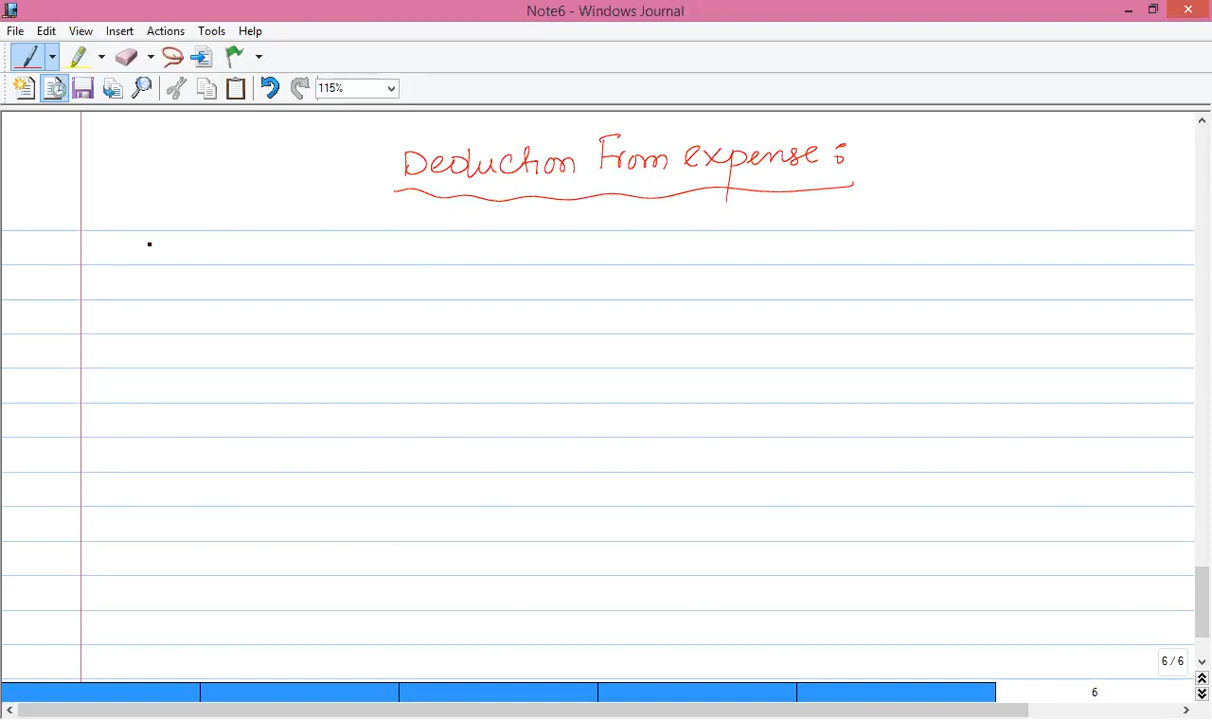 Note6 - Windows Journal
File Edit View Insert Actions Tools Help
115%
Deduction From expense :
6 / 6
6